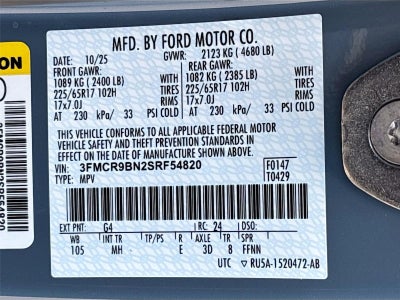 MFD. BY FORD MOTOR CO.
DATE: 10/25 GVWR: 2123 KG ( 4680 LB)
FRONT GAWR: REAR GAWR:
1089 KG ( 2400 LB) 1082 KG ( 2385 LB)
225/65R17 102H TIRES 225/65R17 102H TIRES
17x7.0J RIMS 17x7.0J RIMS
AT 230 kPa/ 33 PSI COLD AT 230 kPa/ 33 PSI COLD
THIS VEHICLE CONFORMS TO ALL APPLICABLE FEDERAL MOTOR
VEHICLE SAFETY AND THEFT PREVENTION STANDARDS IN EFFECT
ON THE DATE OF MANUFACTURE SHOWN ABOVE.
VIN: 3FMCR9BN2SRF54820 F0147
TYPE: MPV T0429
EXT PNT: G4 RC: 24 DSO:
WB INT TR TP/PS R AXLE TR SPR
105 MH E 3D 8 FFNN
UTC RU5A-1520472-AB